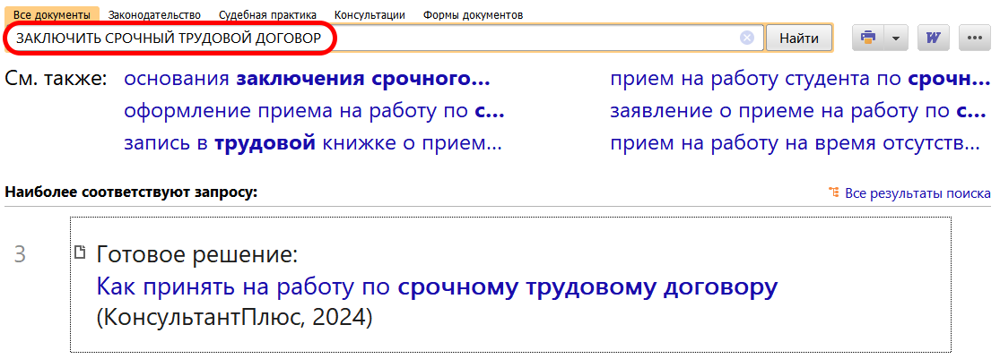 Все документы Законодательство Судебная практика Консультации Формы документов
ЗАКЛЮЧИТЬ СРОЧНЫЙ ТРУДОВОЙ ДОГОВОР Найти W
См. также: основания заключения срочного... прием на работу студента по срочн...
оформление приема на работу по с... заявление о приеме на работу по с...
запись в трудовой книжке о прием... прием на работу на время отсутств...
Наиболее соответствуют запросу: Все результаты поиска
3 Готовое решение:
Как принять на работу по срочному трудовому договору
(КонсультантПлюс, 2024)